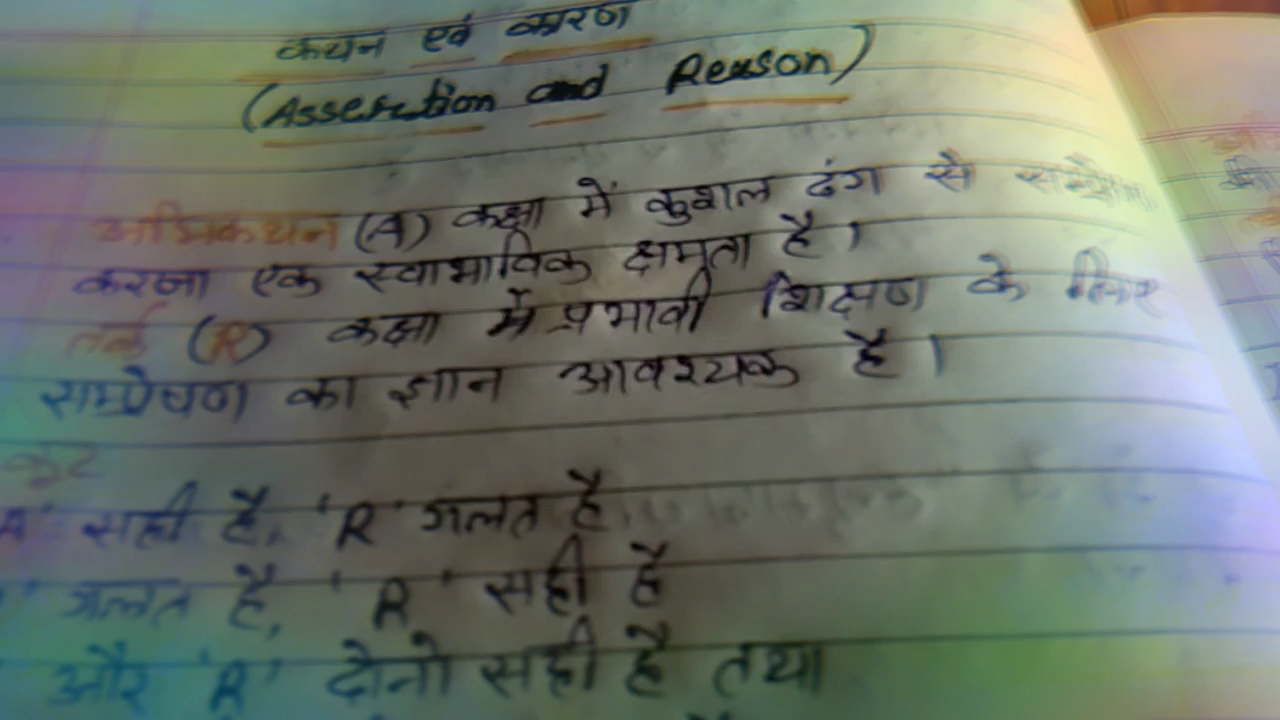 कथन एवं कारण
(Assertion and Reason)
अभिकथन (A) कक्षा में कुशल ढंग से सम्प्रेषण
करना एक स्वाभाविक क्षमता है।
तर्क (R) कक्षा में प्रभावी शिक्षण के लिए
सम्प्रेषण का ज्ञान आवश्यक है।
कूट
A' सही है, 'R' गलत है
' गलत है, 'R' सही है
' और 'R' दोनो सही है तथा